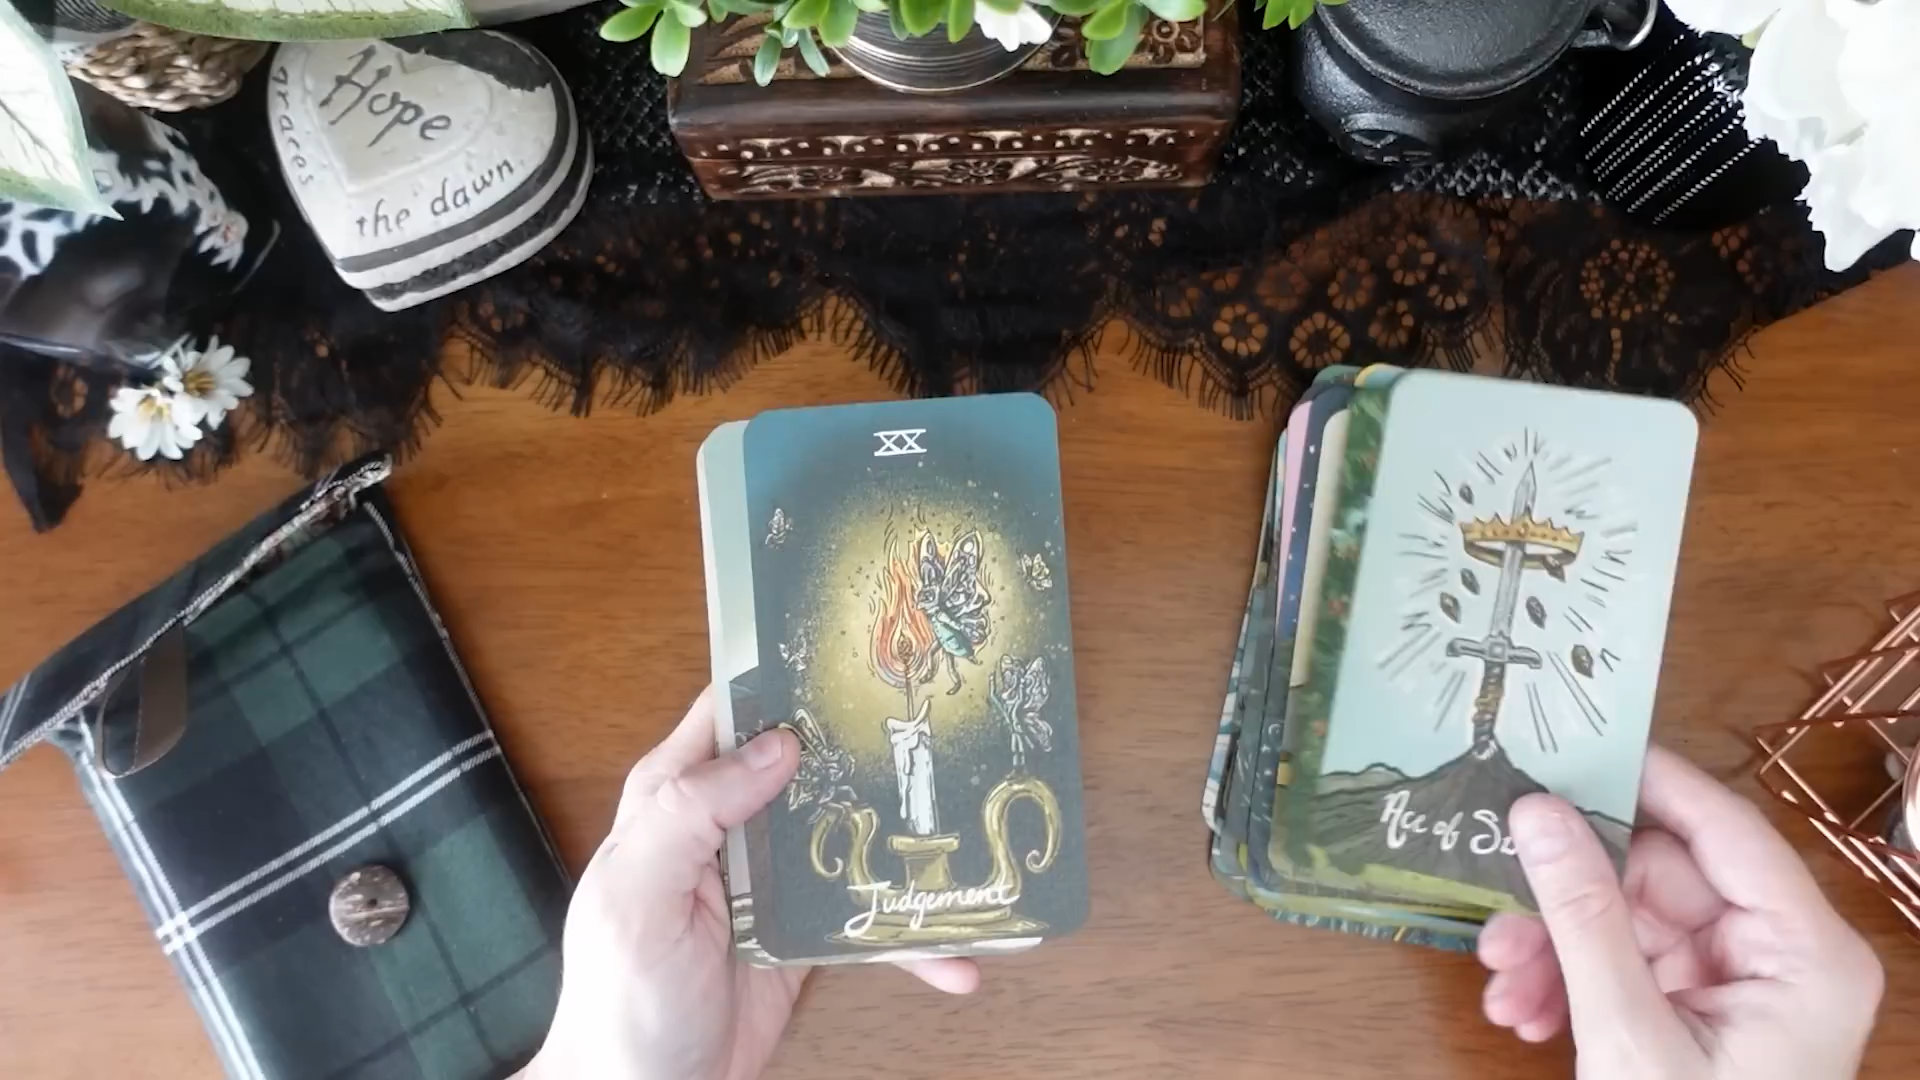 Hope
graces
the dawn
XX
Judgement
Ace of